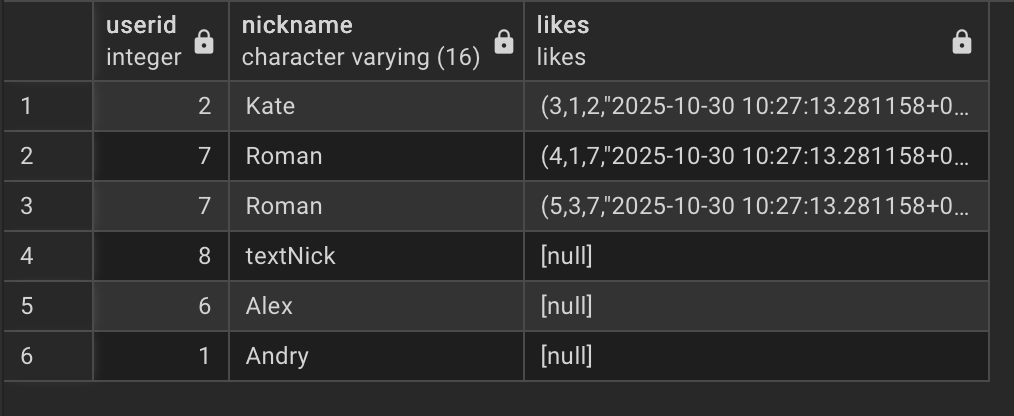 userid nickname likes
integer character varying (16) likes
1 2 Kate (3,1,2,"2025-10-30 10:27:13.281158+0...
2 7 Roman (4,1,7,"2025-10-30 10:27:13.281158+0...
3 7 Roman (5,3,7,"2025-10-30 10:27:13.281158+0...
4 8 textNick [null]
5 6 Alex [null]
6 1 Andry [null]